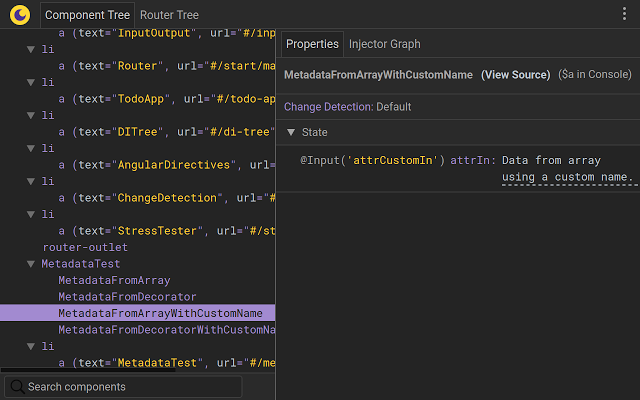 Component Tree Router Tree
a (text="InputOutput", url="#/inp
li
a (text="Router", url="#/start/ma
li
a (text="TodoApp", url="#/todo-ap
li
a (text="DITree", url="#/di-tree"
li
a (text="AngularDirectives", url=
li
a (text="ChangeDetection", url="#
li
a (text="StressTester", url="#/st
router-outlet
MetadataTest
MetadataFromArray
MetadataFromDecorator
MetadataFromArrayWithCustomName
MetadataFromDecoratorWithCustomNa
li
a (text="MetadataTest", url="#/me
Search components
Properties Injector Graph
MetadataFromArrayWithCustomName (View Source) ($a in Console)
Change Detection: Default
State
@Input('attrCustomIn') attrIn: Data from array
using a custom name.